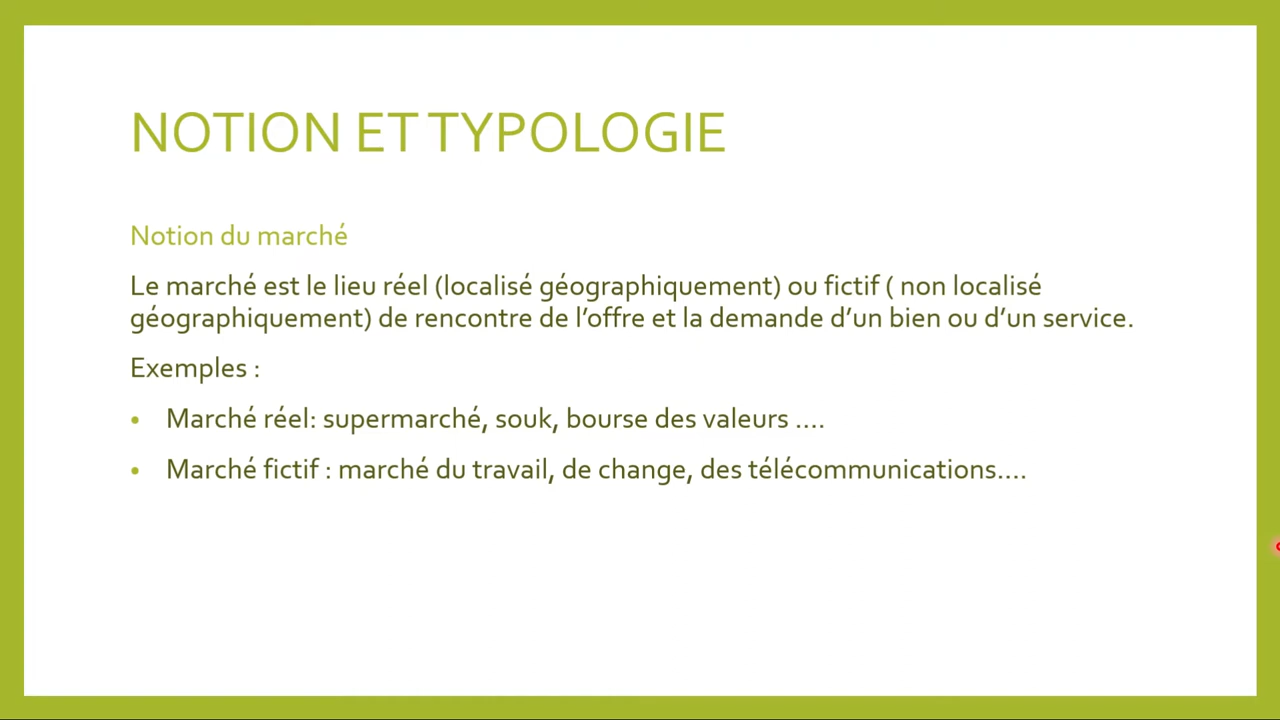 NOTION ET TYPOLOGIE
Notion du marché
Le marché est le lieu réel (localisé géographiquement) ou fictif ( non localisé
géographiquement) de rencontre de l’offre et la demande d’un bien ou d’un service.
Exemples :
• Marché réel: supermarché, souk, bourse des valeurs ....
• Marché fictif : marché du travail, de change, des télécommunications....